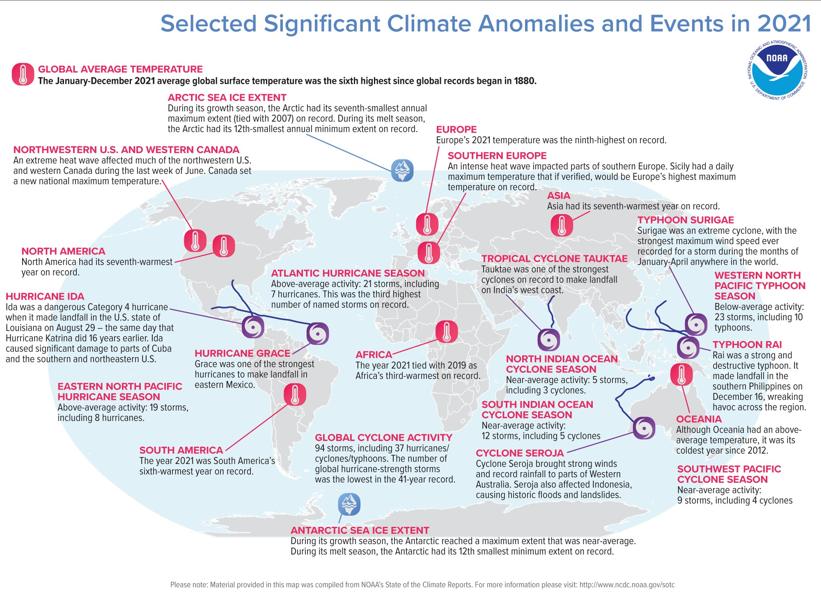 Selected Significant Climate Anomalies and Events in 2021
NOAA
GLOBAL AVERAGE TEMPERATURE
The January-December 2021 average global surface temperature was the sixth highest since global records began in 1880.
ARCTIC SEA ICE EXTENT
During its growth season, the Arctic had its seventh-smallest annual
maximum extent (tied with 2007) on record. During its melt season,
the Arctic had its 12th-smallest annual minimum extent on record.
EUROPE
Europe's 2021 temperature was the ninth-highest on record.
NORTHWESTERN U.S. AND WESTERN CANADA
An extreme heat wave affected much of the northwestern U.S.
and western Canada during the last week of June. Canada set
a new national maximum temperature.
SOUTHERN EUROPE
An intense heat wave impacted parts of southern Europe. Sicily had a daily
maximum temperature that if verified, would be Europe's highest maximum
temperature on record.
ASIA
Asia had its seventh-warmest year on record.
TYPHOON SURIGAE
Surigae was an extreme cyclone, with the
strongest maximum wind speed ever
recorded for a storm during the months of
January-April anywhere in the world.
NORTH AMERICA
North America had its seventh-warmest
year on record.
ATLANTIC HURRICANE SEASON
Above-average activity: 21 storms, including
7 hurricanes. This was the third highest
number of named storms on record.
TROPICAL CYCLONE TAUKTAE
Tauktae was one of the strongest
cyclones on record to make landfall
on India's west coast.
WESTERN NORTH
PACIFIC TYPHOON
SEASON
Below-average activity:
23 storms, including 10
typhoons.
HURRICANE IDA
Ida was a dangerous Category 4 hurricane
when it made landfall in the U.S. state of
Louisiana on August 29 – the same day that
Hurricane Katrina did 16 years earlier. Ida
caused significant damage to parts of Cuba
and the southern and northeastern U.S.
HURRICANE GRACE
Grace was one of the strongest
hurricanes to make landfall in
eastern Mexico.
AFRICA
The year 2021 tied with 2019 as
Africa's third-warmest on record.
NORTH INDIAN OCEAN
CYCLONE SEASON
Near-average activity: 5 storms,
including 3 cyclones.
TYPHOON RAI
Rai was a strong and
destructive typhoon. It
made landfall in the
southern Philippines on
December 16, wreaking
havoc across the region.
EASTERN NORTH PACIFIC
HURRICANE SEASON
Above-average activity: 19 storms,
including 8 hurricanes.
SOUTH INDIAN OCEAN
CYCLONE SEASON
Near-average activity:
12 storms, including 5 cyclones
OCEANIA
Although Oceania had an above-
average temperature, it was its
coldest year since 2012.
SOUTH AMERICA
The year 2021 was South America's
sixth-warmest year on record.
GLOBAL CYCLONE ACTIVITY
94 storms, including 37 hurricanes/
cyclones/typhoons. The number of
global hurricane-strength storms
was the lowest in the 41-year record.
CYCLONE SEROJA
Cyclone Seroja brought strong winds
and record rainfall to parts of Western
Australia. Seroja also affected Indonesia,
causing historic floods and landslides.
SOUTHWEST PACIFIC
CYCLONE SEASON
Near-average activity:
9 storms, including 4 cyclones
ANTARCTIC SEA ICE EXTENT
During its growth season, the Antarctic reached a maximum extent that was near-average.
During its melt season, the Antarctic had its 12th smallest minimum extent on record.
Please note: Material provided in this map was compiled from NOAA's State of the Climate Reports. For more information please visit: http://www.ncdc.noaa.gov/sotc